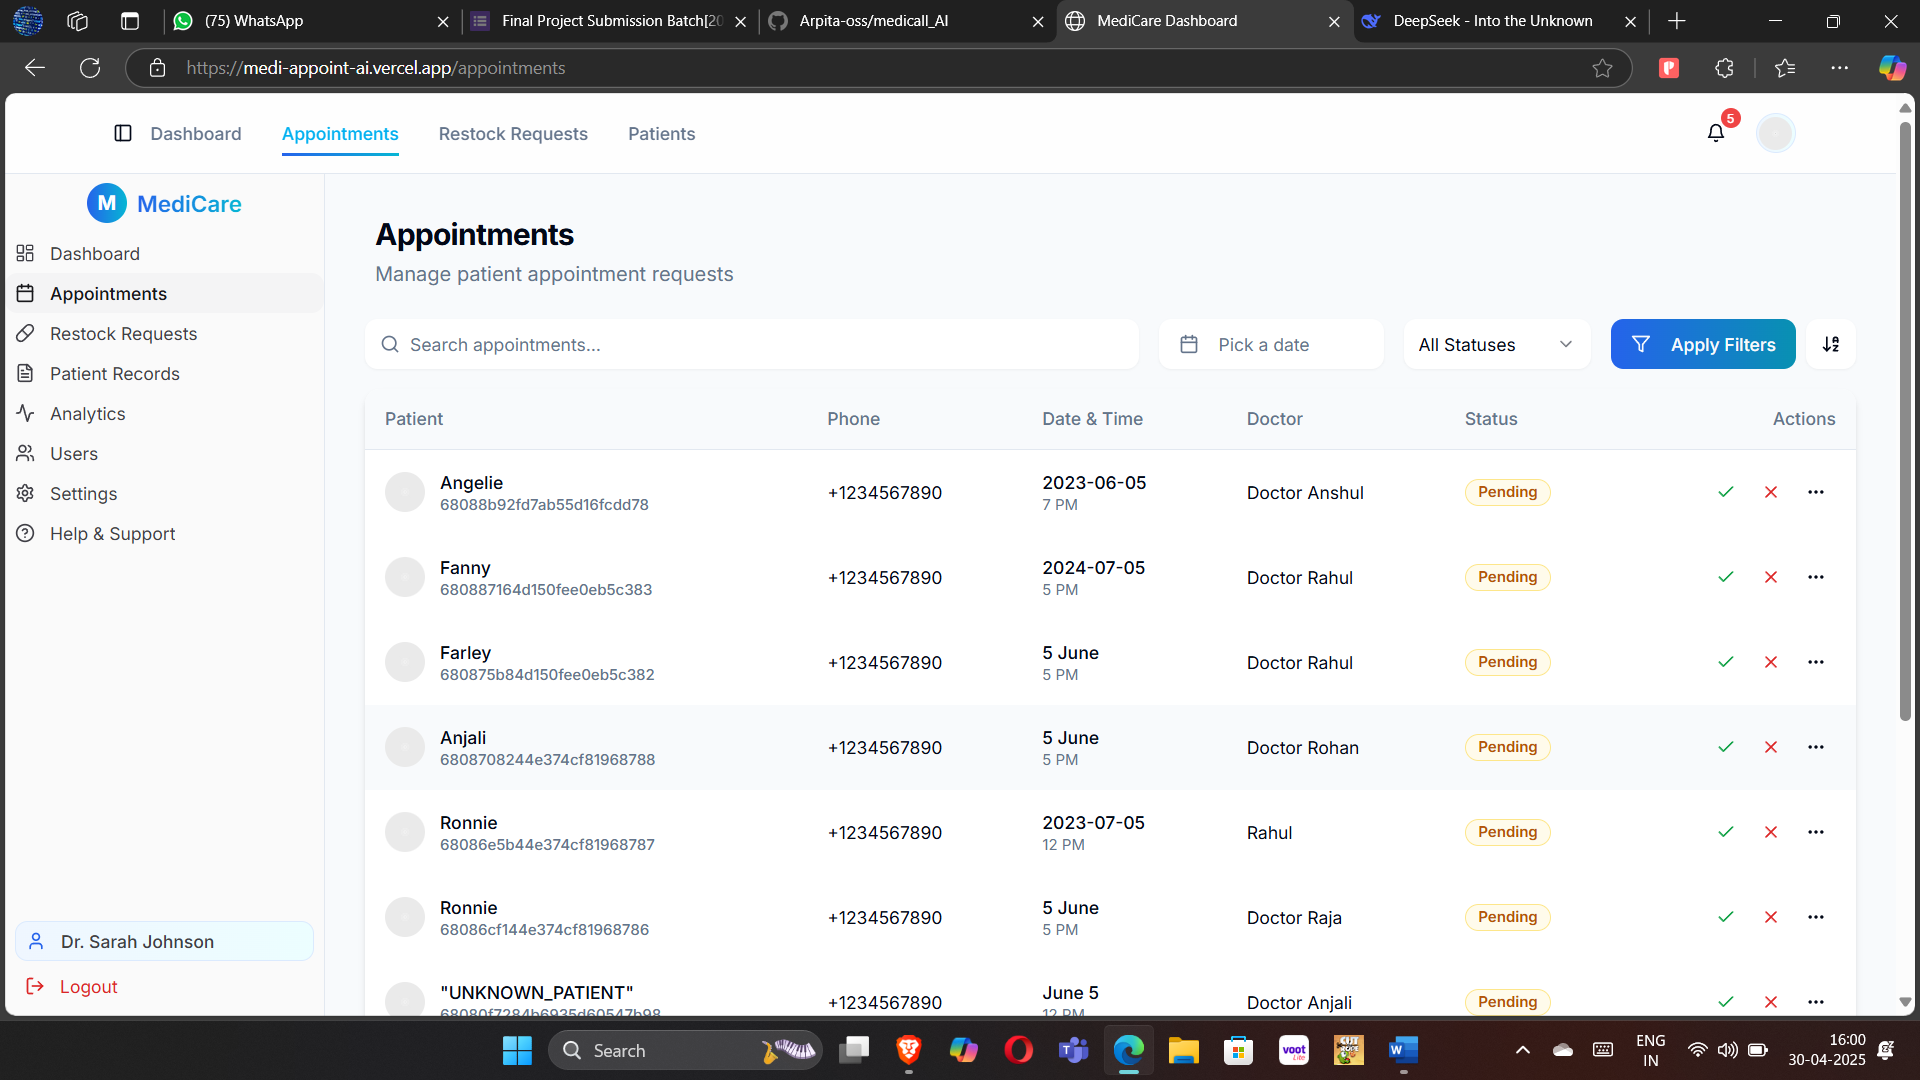 (75) WhatsApp
Final Project Submission Batch[20
Arpita-oss/medicall_AI
MediCare Dashboard
DeepSeek - Into the Unknown
https://medi-appoint-ai.vercel.app/appointments
Dashboard
Appointments
Restock Requests
Patients
5
M MediCare
Dashboard
Appointments
Restock Requests
Patient Records
Analytics
Users
Settings
Help & Support
Dr. Sarah Johnson
Logout
Appointments
Manage patient appointment requests
Search appointments...
Pick a date
All Statuses
Apply Filters
Patient Phone Date & Time Doctor Status Actions
Angelie
68088b92fd7ab55d16fcdd78
+1234567890
2023-06-05
7 PM
Doctor Anshul
Pending
Fanny
680887164d150fee0eb5c383
+1234567890
2024-07-05
5 PM
Doctor Rahul
Pending
Farley
680875b84d150fee0eb5c382
+1234567890
5 June
5 PM
Doctor Rahul
Pending
Anjali
6808708244e374cf81968788
+1234567890
5 June
5 PM
Doctor Rohan
Pending
Ronnie
68086e5b44e374cf81968787
+1234567890
2023-07-05
12 PM
Rahul
Pending
Ronnie
68086cf144e374cf81968786
+1234567890
5 June
5 PM
Doctor Raja
Pending
"UNKNOWN_PATIENT"
68080f7284b6935d60547b98
+1234567890
June 5
12 PM
Doctor Anjali
Pending
Search
voot
Lite
CUT
ROPE
ENG
IN
16:00
30-04-2025